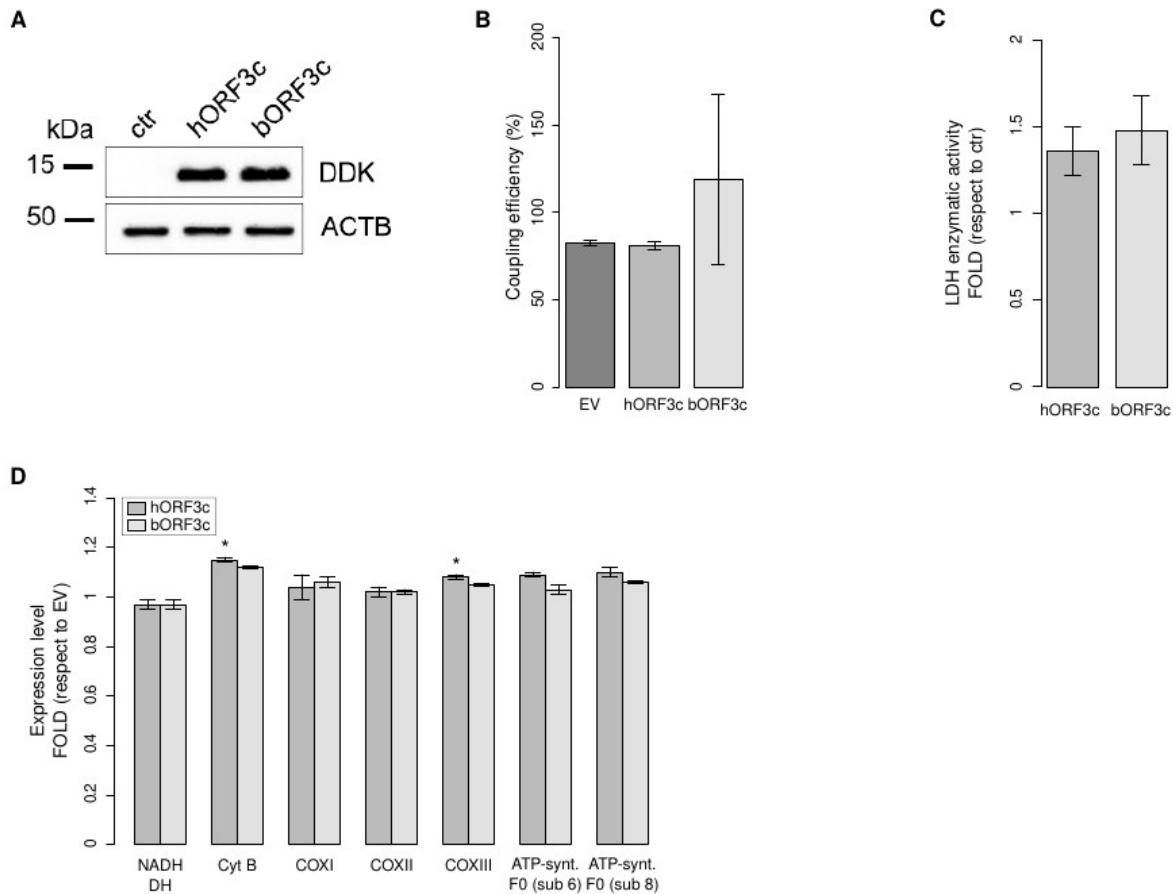 A
ctr
hORF3c
bORF3c
kDa
15
DDK
50
ACTB
B
Coupling efficiency (%)
200
150
100
50
0
EV
hORF3c
bORF3c
C
LDH enzymatic activity
FOLD (respect to ctr)
2
1.5
1
0.5
0
hORF3c
bORF3c
D
Expression level
FOLD (respect to EV)
1.4
1.2
1
0.8
0.6
0.4
0.2
0
hORF3c
bORF3c
*
*
NADH
DH
Cyt B
COXI
COXII
COXIII
ATP-synt.
F0 (sub 6)
ATP-synt.
F0 (sub 8)